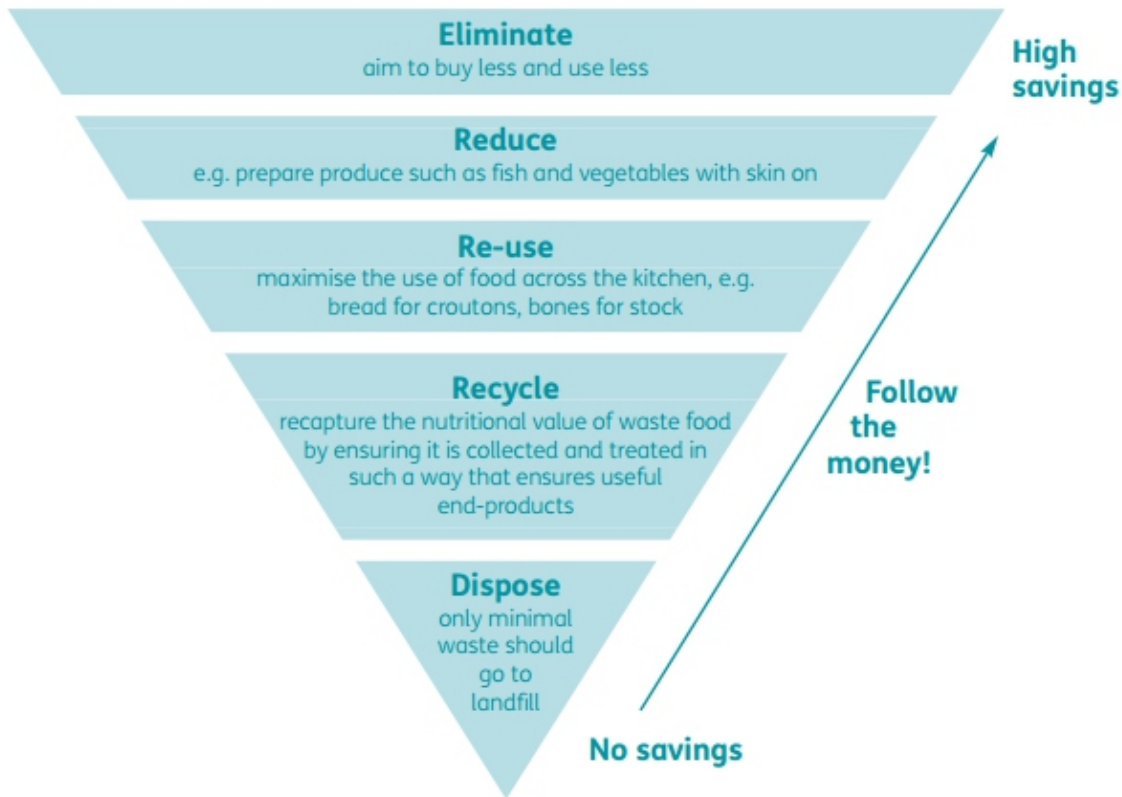 Eliminate
aim to buy less and use less
High
savings
Reduce
e.g. prepare produce such as fish and vegetables with skin on
Re-use
maximise the use of food across the kitchen, e.g.
bread for croutons, bones for stock
Recycle
recapture the nutritional value of waste food
by ensuring it is collected and treated in
such a way that ensures useful
end-products
Follow
the
money!
Dispose
only minimal
waste should
go to
landfill
No savings